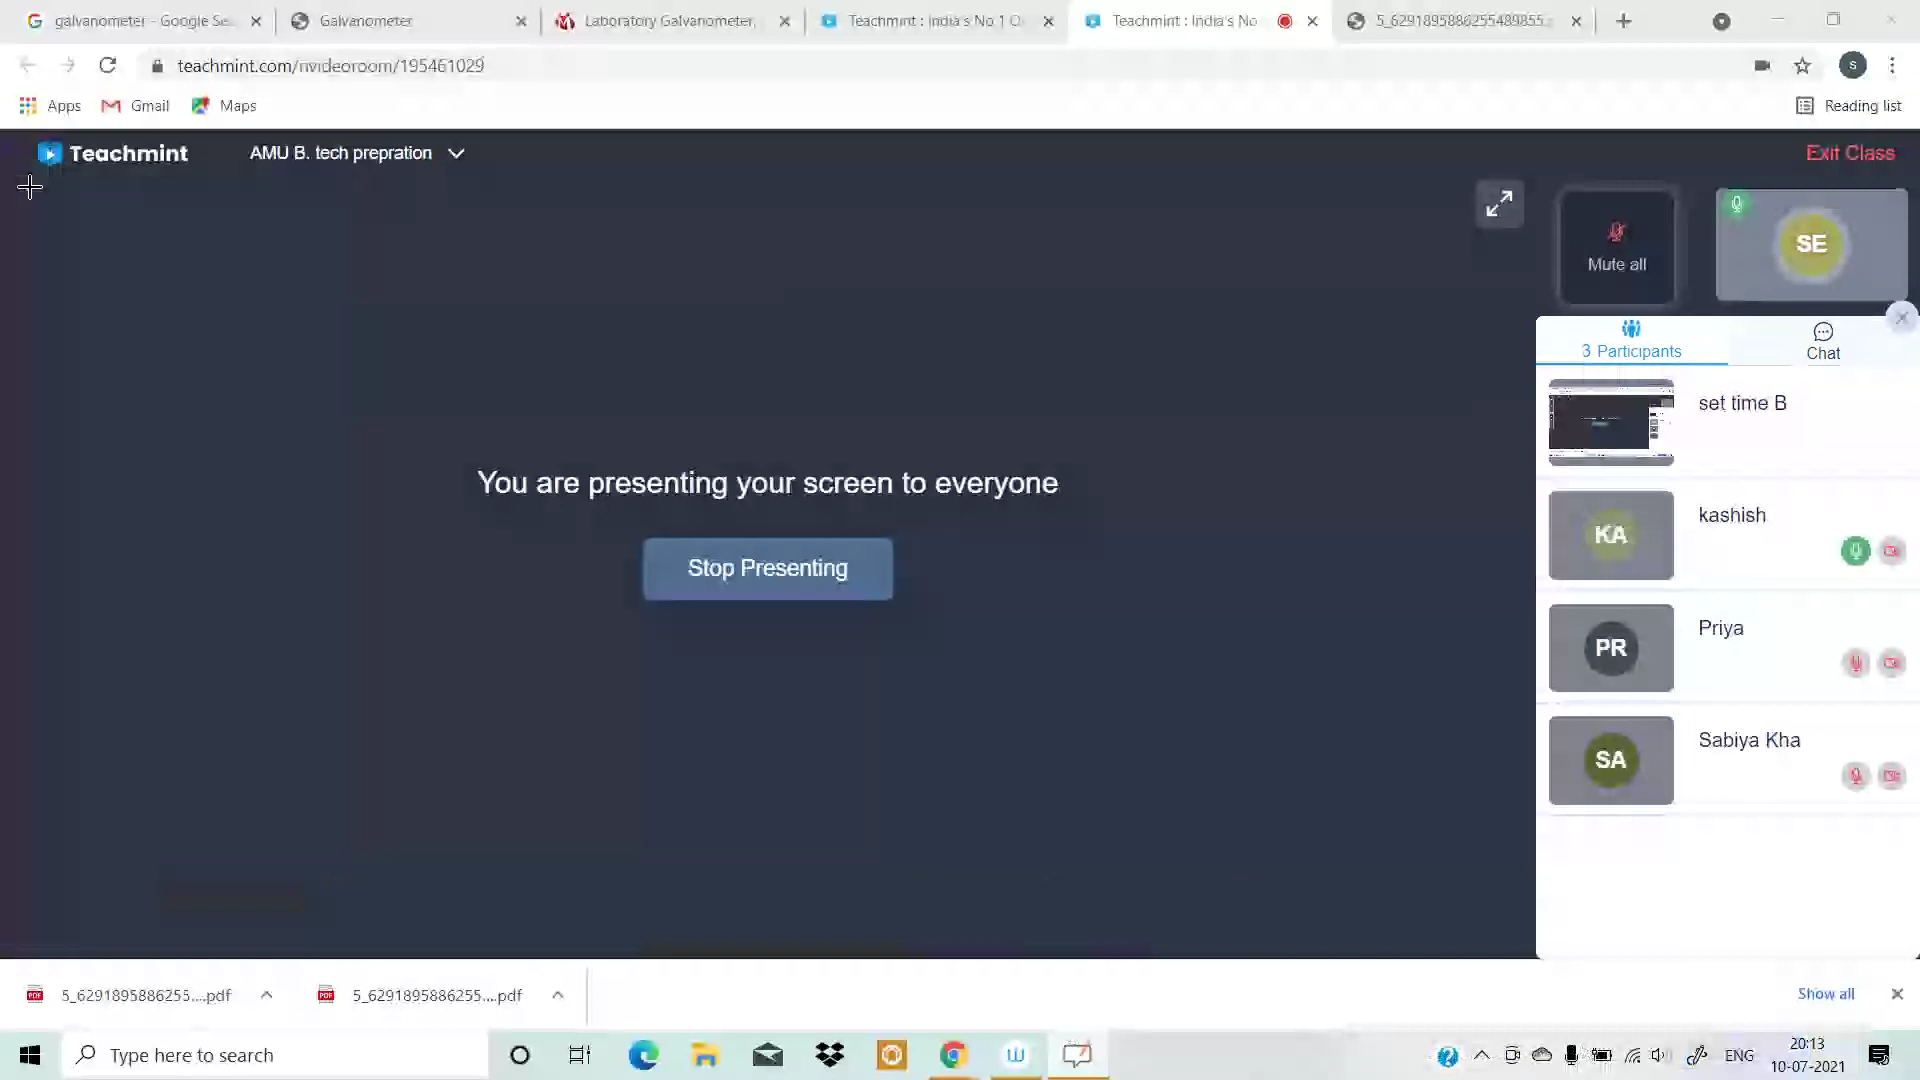 galvanometer - Google Se
Galvanometer
Laboratory Galvanometer,
Teachmint : India's No 1 O
Teachmint : India's No
5_6291895886255489855.
teachmint.com/nvideoroom/195461029
S
Apps
Gmail
Maps
Reading list
Teachmint
AMU B. tech prepration
Exit Class
Mute all
SE
3 Participants
Chat
set time B
You are presenting your screen to everyone
Stop Presenting
KA
kashish
PR
Priya
SA
Sabiya Kha
5_6291895886255....pdf
5_6291895886255....pdf
Show all
Type here to search
ENG
20:13
10-07-2021